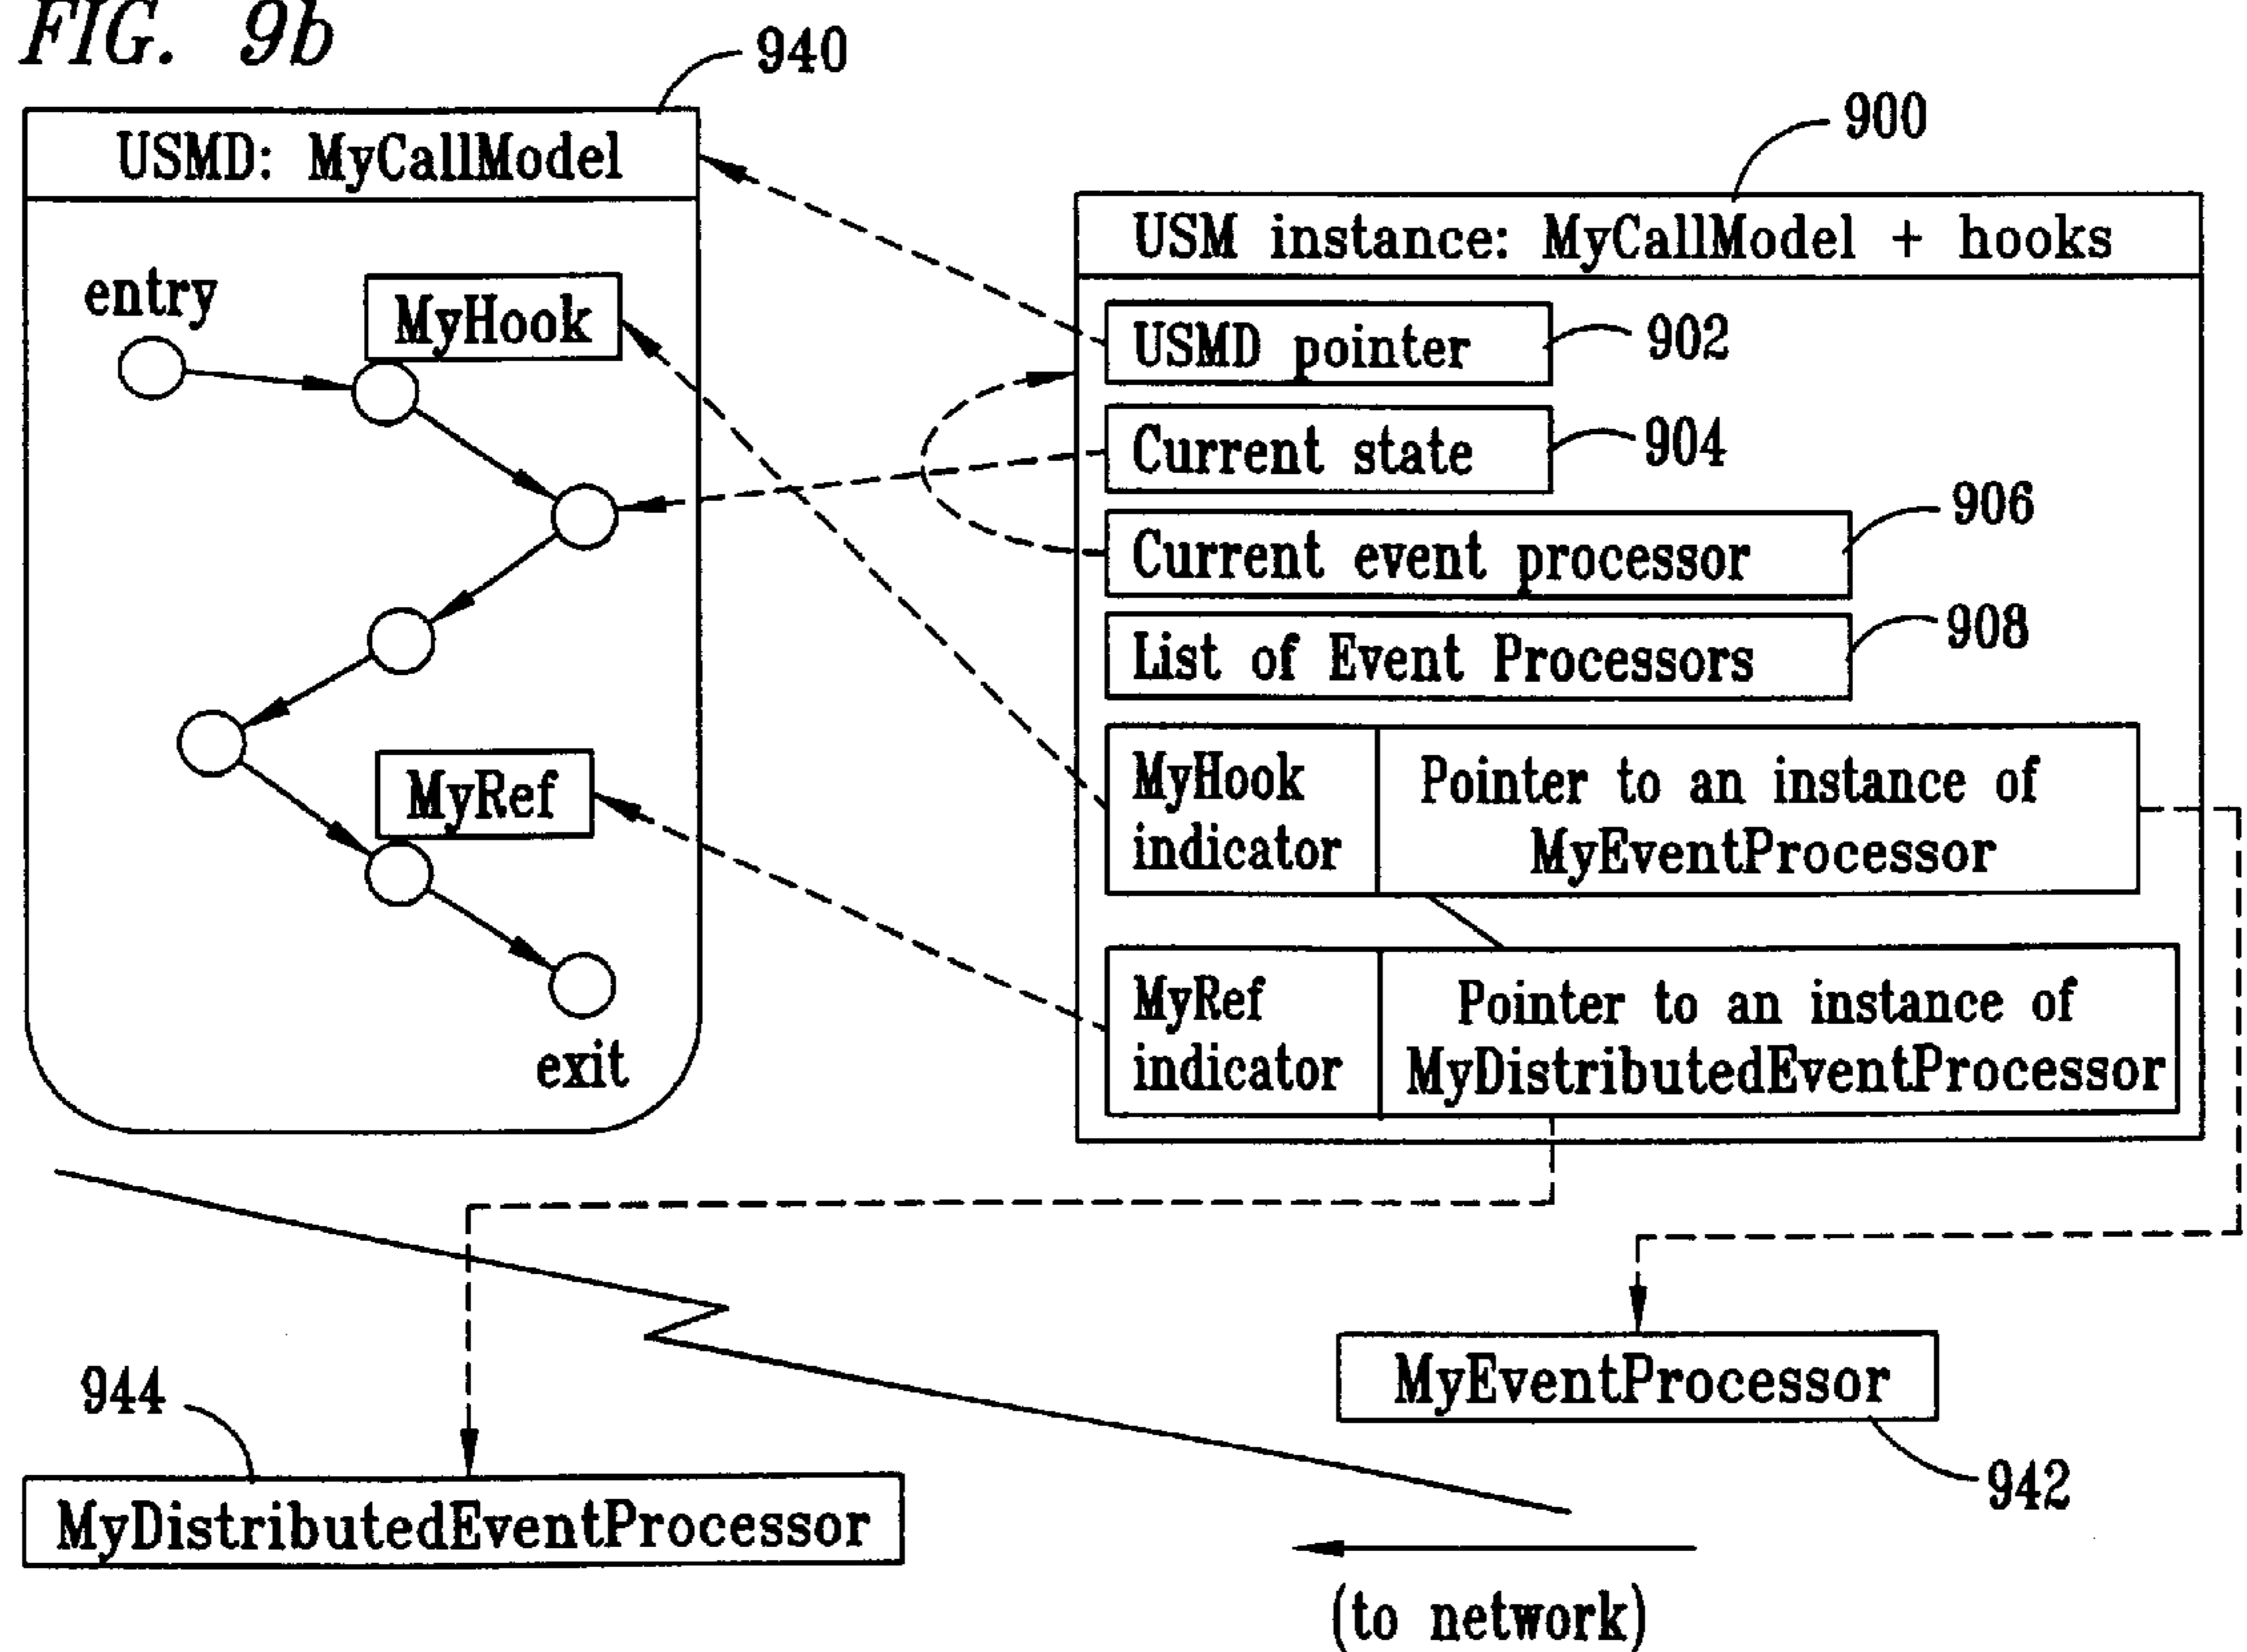 FIG. 9b
940
USMD: MyCallModel
entry
MyHook
MyRef
exit
900
USM instance: MyCallModel + hooks
USMD pointer
902
Current state
904
Current event processor
906
List of Event Processors
908
MyHook
indicator
Pointer to an instance of
MyEventProcessor
MyRef
indicator
Pointer to an instance of
MyDistributedEventProcessor
MyEventProcessor
942
944
MyDistributedEventProcessor
(to network)